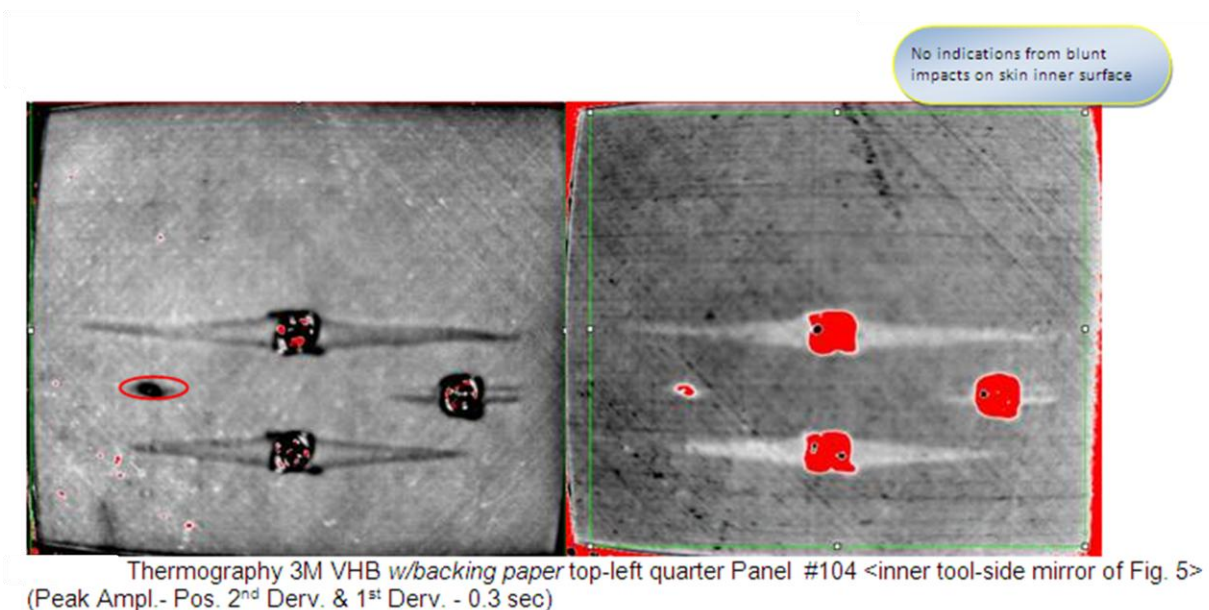 No indications from blunt
impacts on skin inner surface
Thermography 3M VHB w/backing paper top-left quarter Panel #104 <inner tool-side mirror of Fig. 5>
(Peak Ampl.- Pos. 2nd Derv. & 1st Derv. - 0.3 sec)